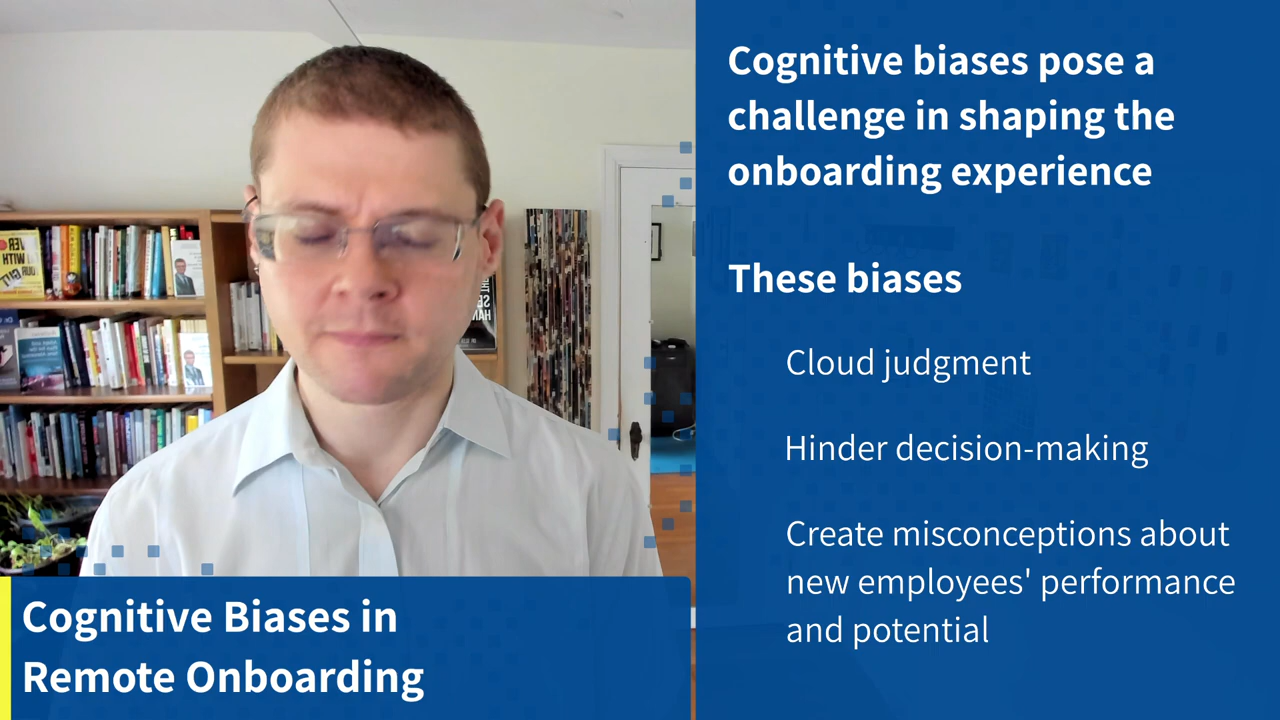 Cognitive biases pose a
challenge in shaping the
onboarding experience
These biases
Cloud judgment
Hinder decision-making
Create misconceptions about
new employees' performance
and potential
Cognitive Biases in
Remote Onboarding